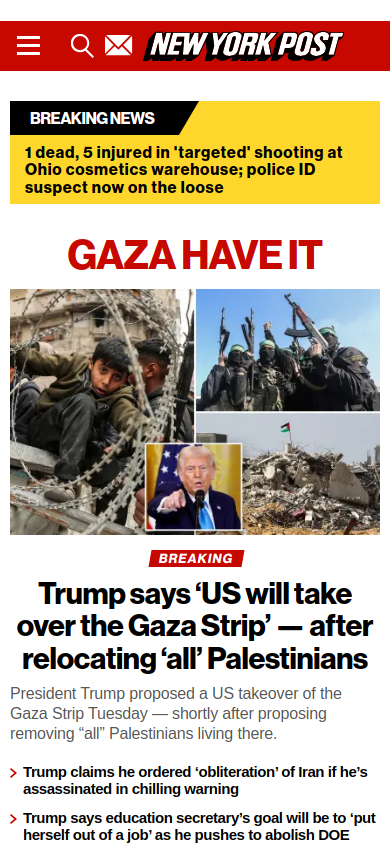 NEW YORK POST
BREAKING NEWS
1 dead, 5 injured in 'targeted' shooting at
Ohio cosmetics warehouse; police ID
suspect now on the loose
GAZA HAVE IT
BREAKING
Trump says ‘US will take
over the Gaza Strip’ — after
relocating ‘all’ Palestinians
President Trump proposed a US takeover of the
Gaza Strip Tuesday — shortly after proposing
removing “all” Palestinians living there.
Trump claims he ordered ‘obliteration’ of Iran if he’s
assassinated in chilling warning
Trump says education secretary’s goal will be to ‘put
herself out of a job’ as he pushes to abolish DOE